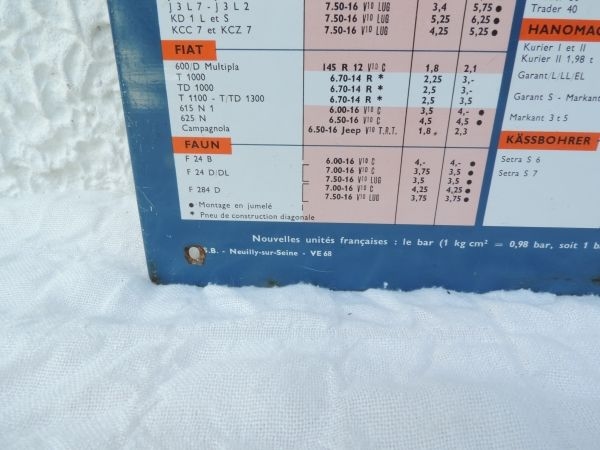 J 3 L 7 - J 3 L 2 7.50-16 V10 LUG 3,4 5,75 ●
KD 1 L et S 7.50-16 V10 LUG 5,25 6,25 ●
KCC 7 et KCZ 7 7.50-16 V10 LUG 4,25 5,25 ●
FIAT
600/D Multipla 145 R 12 V10 C 1,8 2,1
T 1000 6.70-14 R * 2,25 3,-
TD 1000 6.70-14 R * 2,5 3,-
T 1100 - T/TD 1300 6.70-14 R * 2,5 3,5
615 N 1 6.00-16 V10 C 3,5 4,- ●
625 N 6.50-16 V10 C 4,5 4,5 ●
Campagnola 6.50-16 Jeep V10 T.R.T. 1,8 2,3
FAUN
F 24 B 6.00-16 V10 C 4,- 4,- ●
F 24 D/DL 7.00-16 V10 C 3,75 3,5 ●
7.50-16 V10 LUG 3,5 3,5 ●
F 284 D 7.00-16 V10 C 4,25 4,25 ●
7.50-16 V10 LUG 3,75 3,75 ●
● Montage en jumelé
* Pneu de construction diagonale
Trader 40
HANOMAG
Kurier I et II
Kurier II 1,98 t
Garant/L/LL/EL
Garant S - Markant
Markant 3 t 5
KÄSSBOHRER
Setra S 6
Setra S 7
Nouvelles unités françaises : le bar (1 kg cm² = 0,98 bar, soit 1 b
S.B. - Neuilly-sur-Seine - VE 68